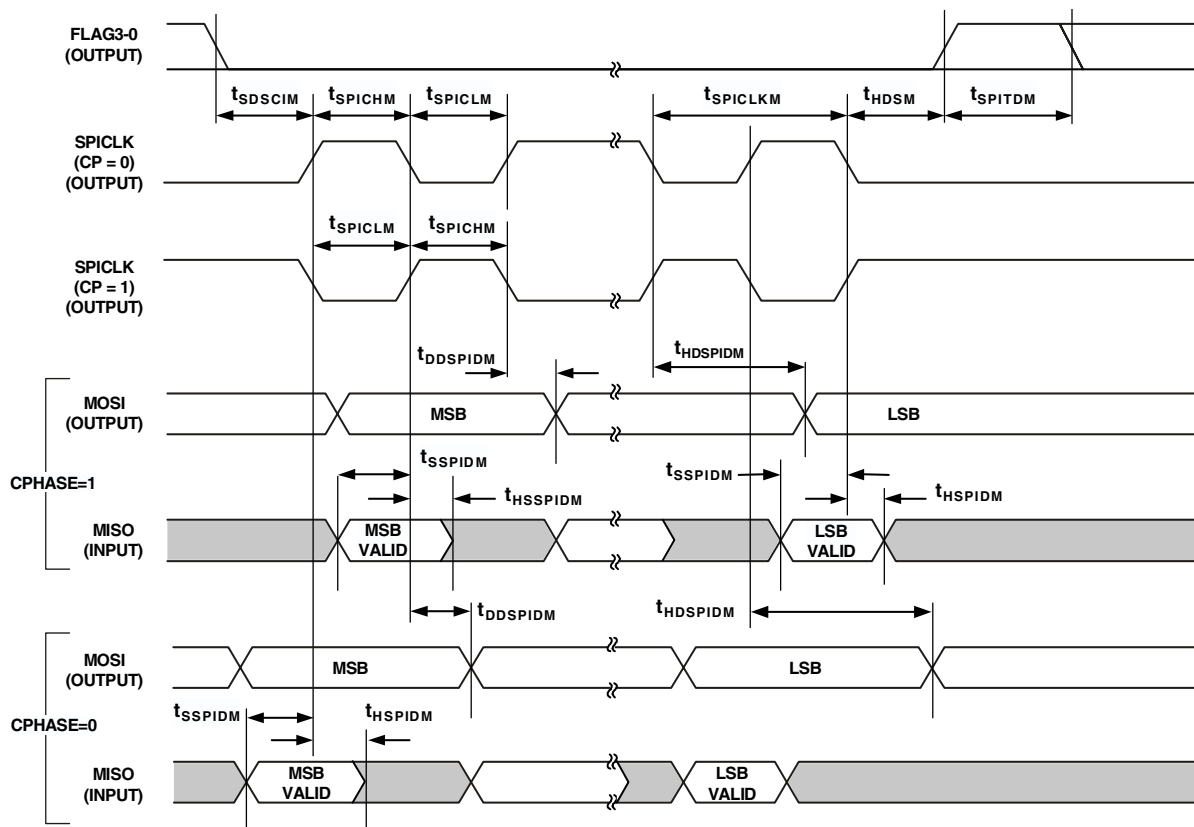 FLAG3-0
(OUTPUT)
tSDSCIM
tSPICHM
tSPICLM
tSPICLKM
tHDSM
tSPITDM
SPICLK
(CP = 0)
(OUTPUT)
tSPICLM
tSPICHM
SPICLK
(CP = 1)
(OUTPUT)
tDDSPIDM
tHDSPIDM
CPHASE=1
MOSI
(OUTPUT)
MSB
LSB
tSSPIDM
tHSSPIDM
tSSPIDM
tHSPIDM
MISO
(INPUT)
MSB
VALID
LSB
VALID
tDDSPIDM
tHDSPIDM
CPHASE=0
MOSI
(OUTPUT)
MSB
LSB
tSSPIDM
tHSPIDM
MISO
(INPUT)
MSB
VALID
LSB
VALID